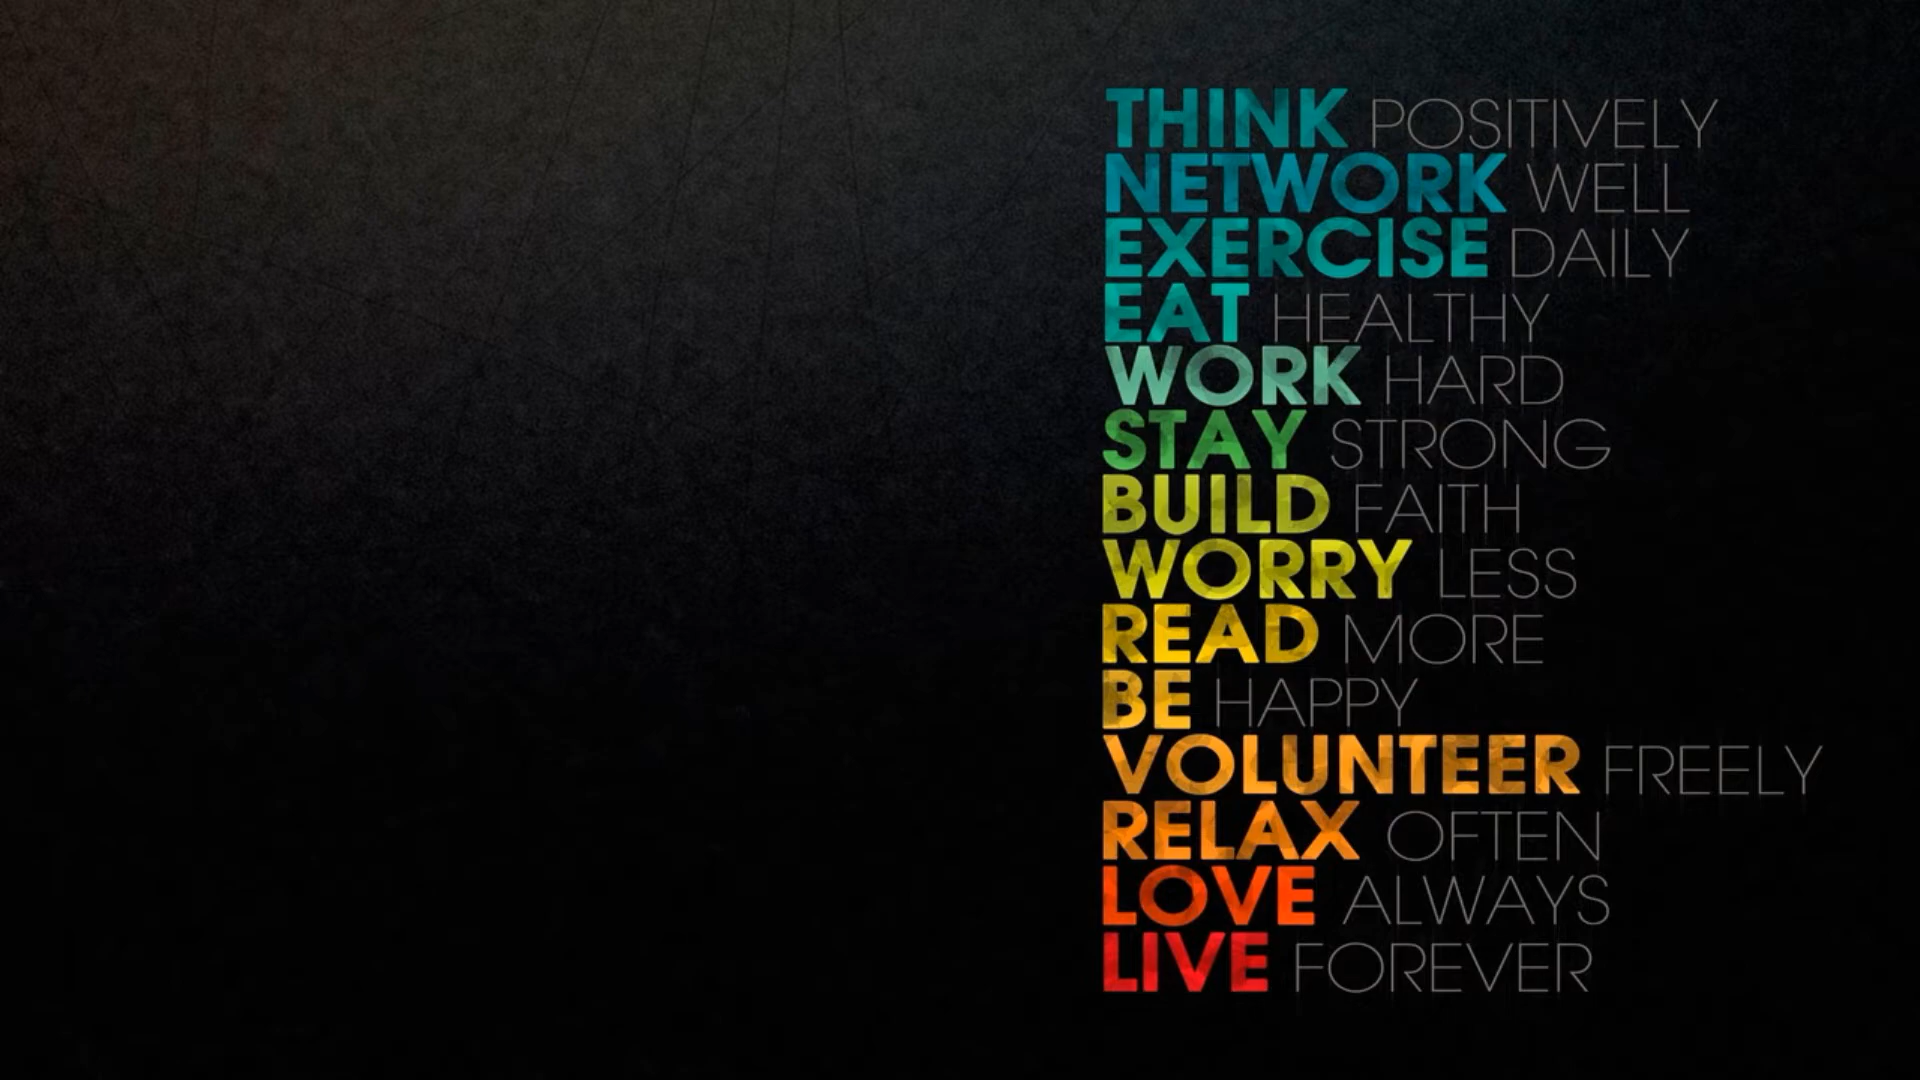 THINK POSITIVELY
NETWORK WELL
EXERCISE DAILY
EAT HEALTHY
WORK HARD
STAY STRONG
BUILD FAITH
WORRY LESS
READ MORE
BE HAPPY
VOLUNTEER FREELY
RELAX OFTEN
LOVE ALWAYS
LIVE FOREVER